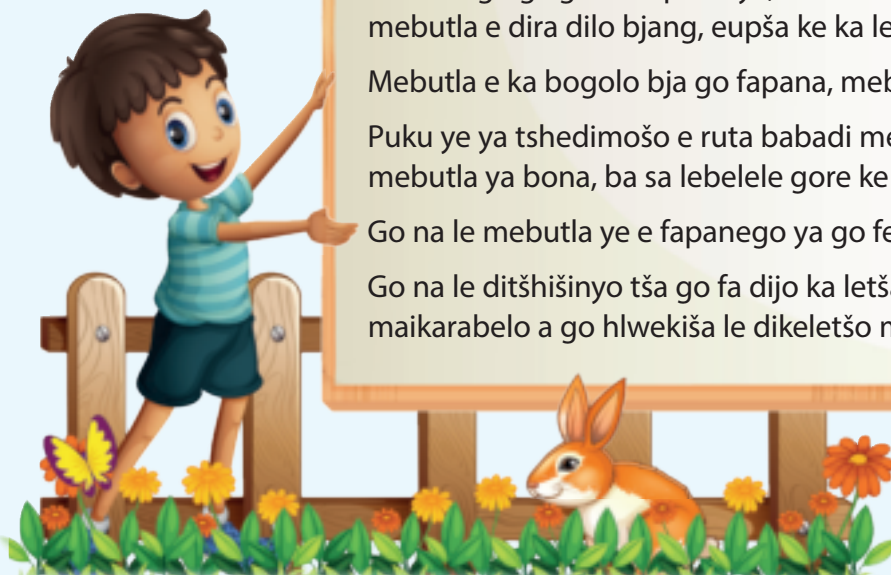 mebutla e dira dilo bjang, eupša ke ka le
Mebutla e ka bogolo bja go fapana, meb
Puku ye ya tshedimošo e ruta babadi me
mebutla ya bona, ba sa lebelele gore ke
Go na le mebutla ye e fapanego ya go fe
Go na le ditšhišinyo tša go fa dijo ka letša
maikarabelo a go hlwekiša le dikeletšo m